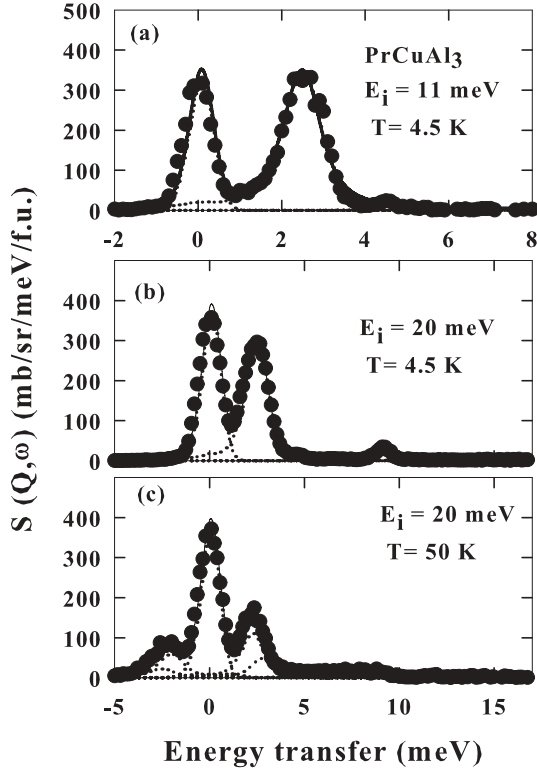 500
(a)
PrCuAl3
400
Ei = 11 meV
300
T= 4.5 K
200
100
0
-2 0 2 4 6 8
(b)
400
Ei = 20 meV
300
T= 4.5 K
200
100
0
(c)
Ei = 20 meV
400
T= 50 K
300
200
100
0
-5 0 5 10 15
S (Q,ω) (mb/sr/meV/f.u.)
Energy transfer (meV)